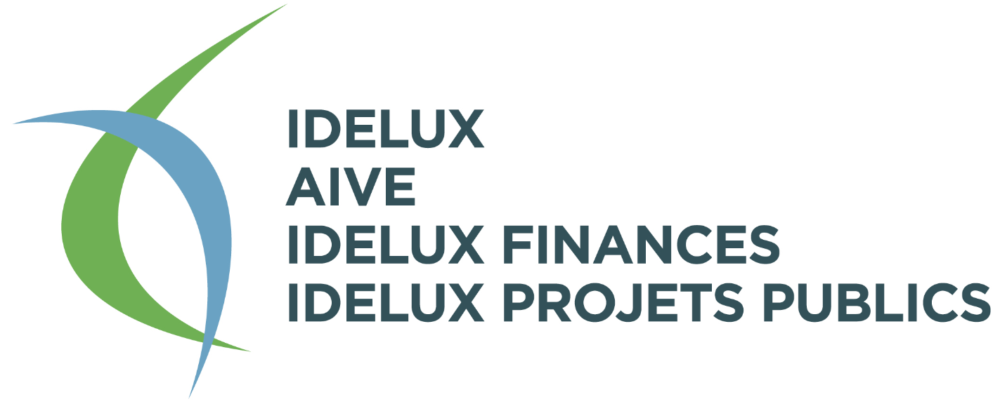 IDELUX
AIVE
IDELUX FINANCES
IDELUX PROJETS PUBLICS